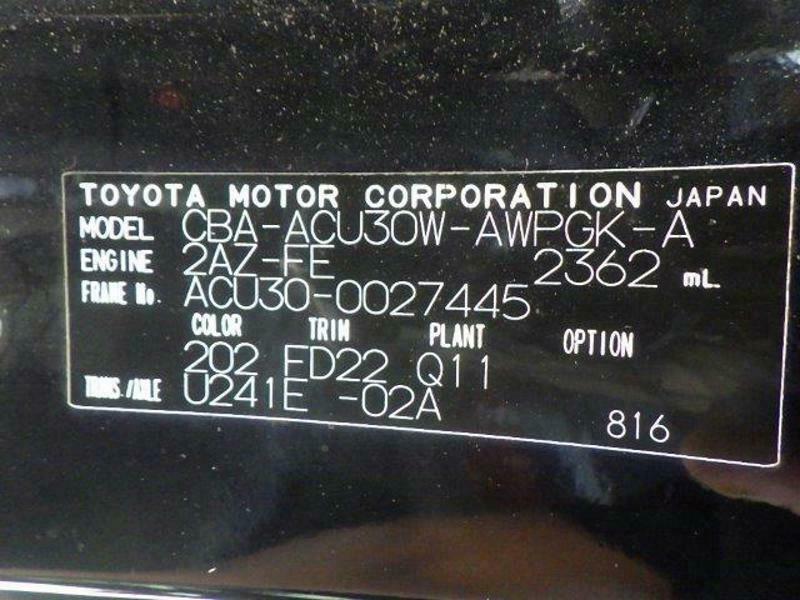 TOYOTA MOTOR CORPORATION JAPAN
MODEL CBA-ACU30W-AWPGK-A
ENGINE 2AZ-FE 2362 mL
FRAME No. ACU30-0027445
COLOR TRIM PLANT OPTION
202 FD22 Q11
TRANS./AXLE U241E -02A
816